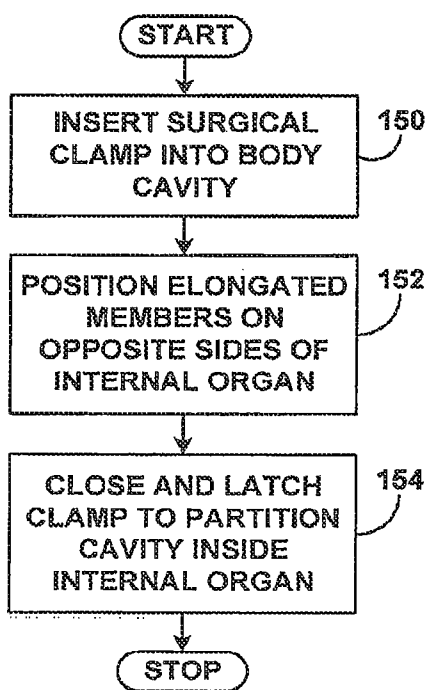 START
INSERT SURGICAL
CLAMP INTO BODY
CAVITY
150
POSITION ELONGATED
MEMBERS ON
OPPOSITE SIDES OF
INTERNAL ORGAN
152
CLOSE AND LATCH
CLAMP TO PARTITION
CAVITY INSIDE
INTERNAL ORGAN
154
STOP